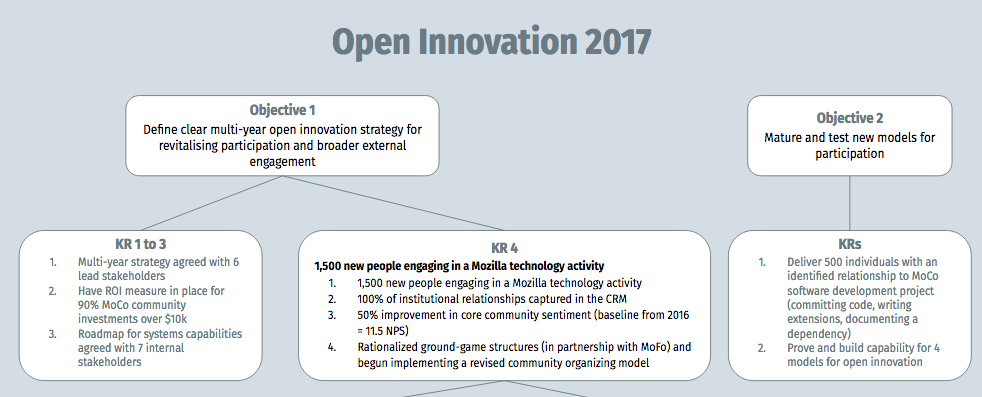 Open Innovation 2017
Objective 1
Define clear multi-year open innovation strategy for
revitalising participation and broader external
engagement
Objective 2
Mature and test new models for
participation
KR 1 to 3
1. Multi-year strategy agreed with 6
lead stakeholders
2. Have ROI measure in place for
90% MoCo community
investments over $10k
3. Roadmap for systems capabilities
agreed with 7 internal
stakeholders
KR 4
1,500 new people engaging in a Mozilla technology activity
1. 1,500 new people engaging in a Mozilla technology activity
2. 100% of institutional relationships captured in the CRM
3. 50% improvement in core community sentiment (baseline from 2016
= 11.5 NPS)
4. Rationalized ground-game structures (in partnership with MoFo) and
begun implementing a revised community organizing model
KRs
1. Deliver 500 individuals with an
identified relationship to MoCo
software development project
(committing code, writing
extensions, documenting a
dependency)
2. Prove and build capability for 4
models for open innovation